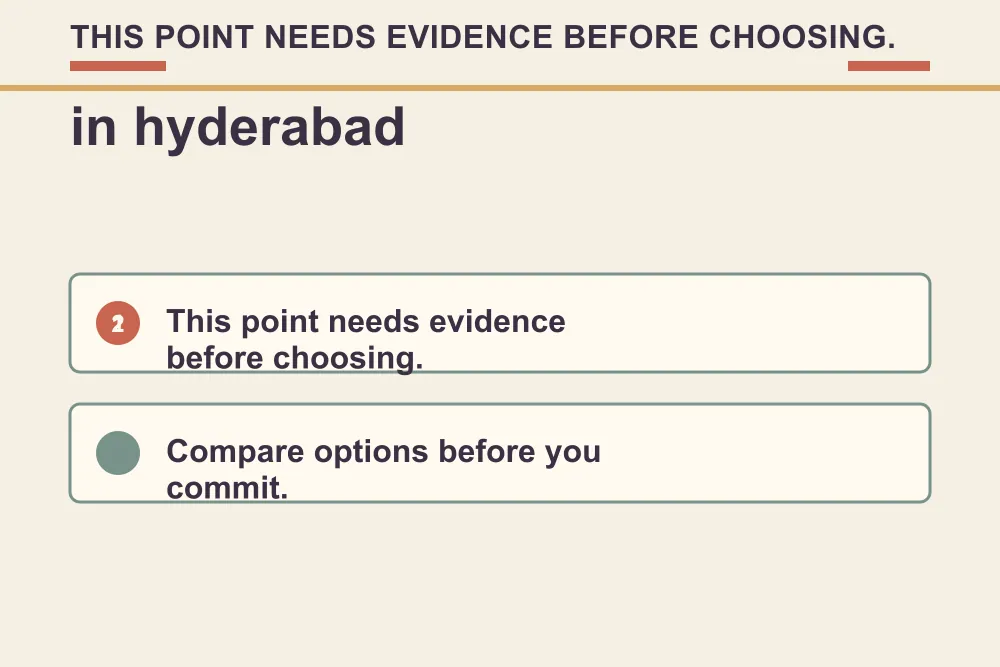 THIS POINT NEEDS EVIDENCE BEFORE CHOOSING.
in hyderabad
2
This point needs evidence
before choosing.
Compare options before you
commit.